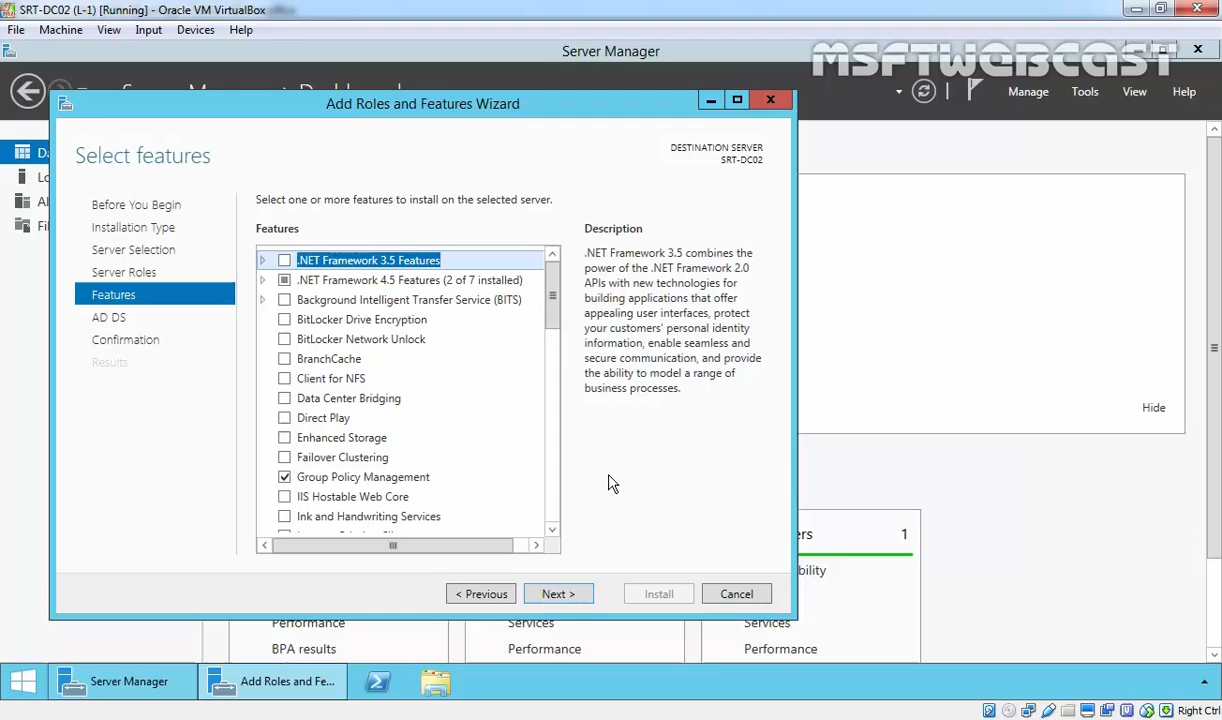 SRT-DC02 (L-1) [Running] - Oracle VM VirtualBox
File Machine View Input Devices Help
Server Manager
MSFTWEBCAST
Manage Tools View Help
Add Roles and Features Wizard
Select features
DESTINATION SERVER
SRT-DC02
Before You Begin
Installation Type
Server Selection
Server Roles
Features
AD DS
Confirmation
Results
Select one or more features to install on the selected server.
Features
.NET Framework 3.5 Features
.NET Framework 4.5 Features (2 of 7 installed)
Background Intelligent Transfer Service (BITS)
BitLocker Drive Encryption
BitLocker Network Unlock
BranchCache
Client for NFS
Data Center Bridging
Direct Play
Enhanced Storage
Failover Clustering
Group Policy Management
IIS Hostable Web Core
Ink and Handwriting Services
Description
.NET Framework 3.5 combines the
power of the .NET Framework 2.0
APIs with new technologies for
building applications that offer
appealing user interfaces, protect
your customers' personal identity
information, enable seamless and
secure communication, and provide
the ability to model a range of
business processes.
< Previous Next > Install Cancel
Hide
ers 1
bility
Performance Services Services
BPA results Performance Performance
Server Manager Add Roles and Fe...
Right Ctrl